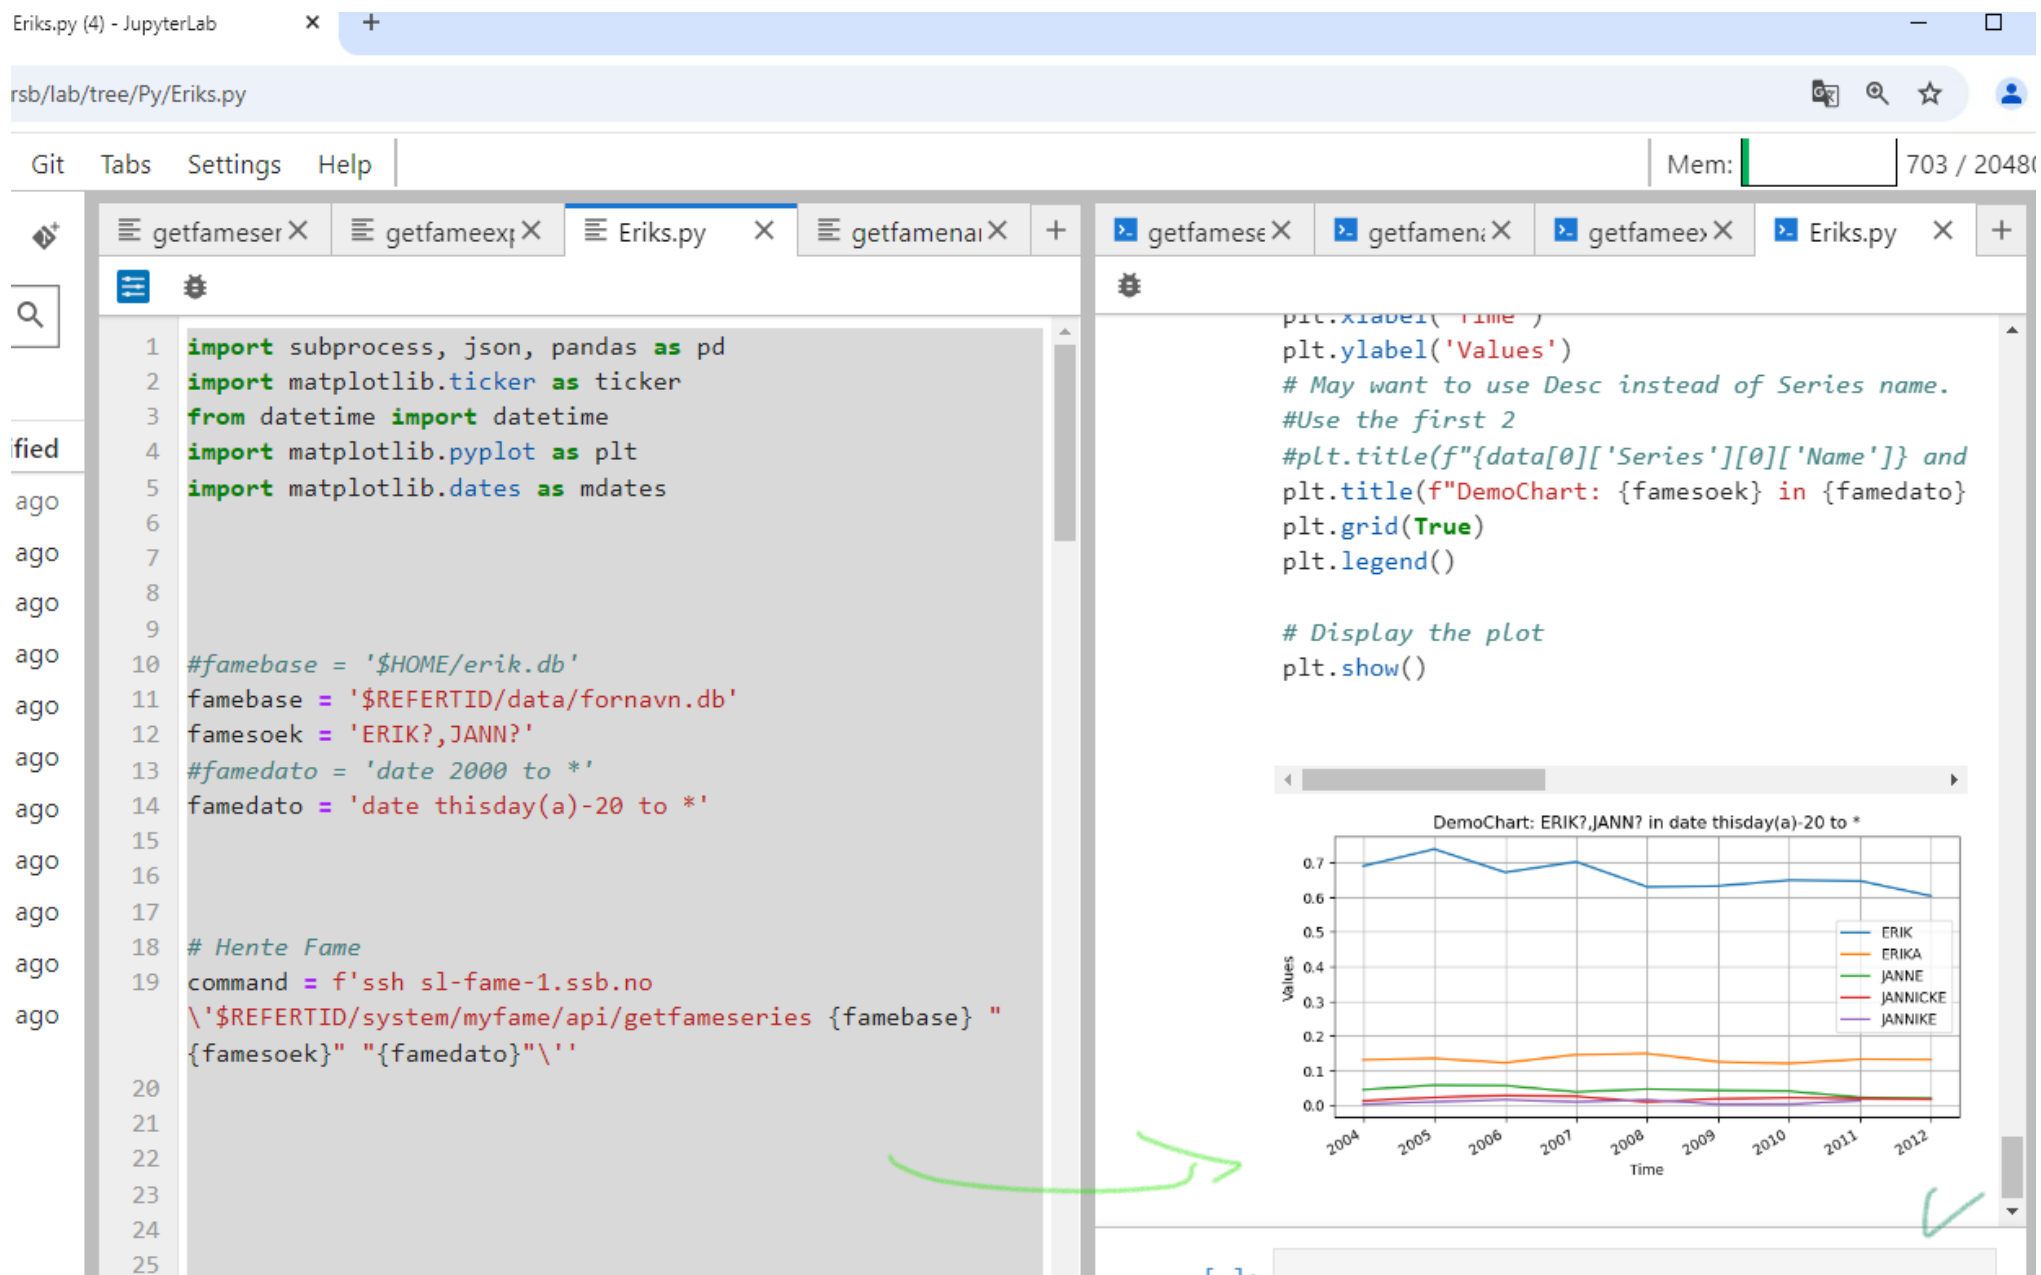 Eriks.py (4) - JupyterLab
rsb/lab/tree/Py/Eriks.py
Git Tabs Settings Help
Mem: 703 / 2048
getfameser
getfameexp
Eriks.py
getfamenai
getfamese
getfamena
getfameex
Eriks.py
ified
ago
ago
ago
ago
ago
ago
ago
ago
ago
ago
ago
1 import subprocess, json, pandas as pd
2 import matplotlib.ticker as ticker
3 from datetime import datetime
4 import matplotlib.pyplot as plt
5 import matplotlib.dates as mdates
6
7
8
9
10 #famebase = '$HOME/erik.db'
11 famebase = '$REFERTID/data/fornavn.db'
12 famesoek = 'ERIK?,JANN?'
13 #famedato = 'date 2000 to *'
14 famedato = 'date thisday(a)-20 to *'
15
16
17
18 # Hente Fame
19 command = f'ssh sl-fame-1.ssb.no
\'$REFERTID/system/myfame/api/getfameseries {famebase} "
{famesoek}" "{famedato}"\''
20
21
22
23
24
25
plt.xlabel('Time')
plt.ylabel('Values')
# May want to use Desc instead of Series name.
#Use the first 2
#plt.title(f"{data[0]['Series'][0]['Name']} and
plt.title(f"DemoChart: {famesoek} in {famedato}
plt.grid(True)
plt.legend()
# Display the plot
plt.show()
DemoChart: ERIK?,JANN? in date thisday(a)-20 to *
0.7
0.6
0.5
0.4
0.3
0.2
0.1
0.0
Values
ERIK
ERIKA
JANNE
JANNICKE
JANNIKE
2004 2005 2006 2007 2008 2009 2010 2011 2012
Time